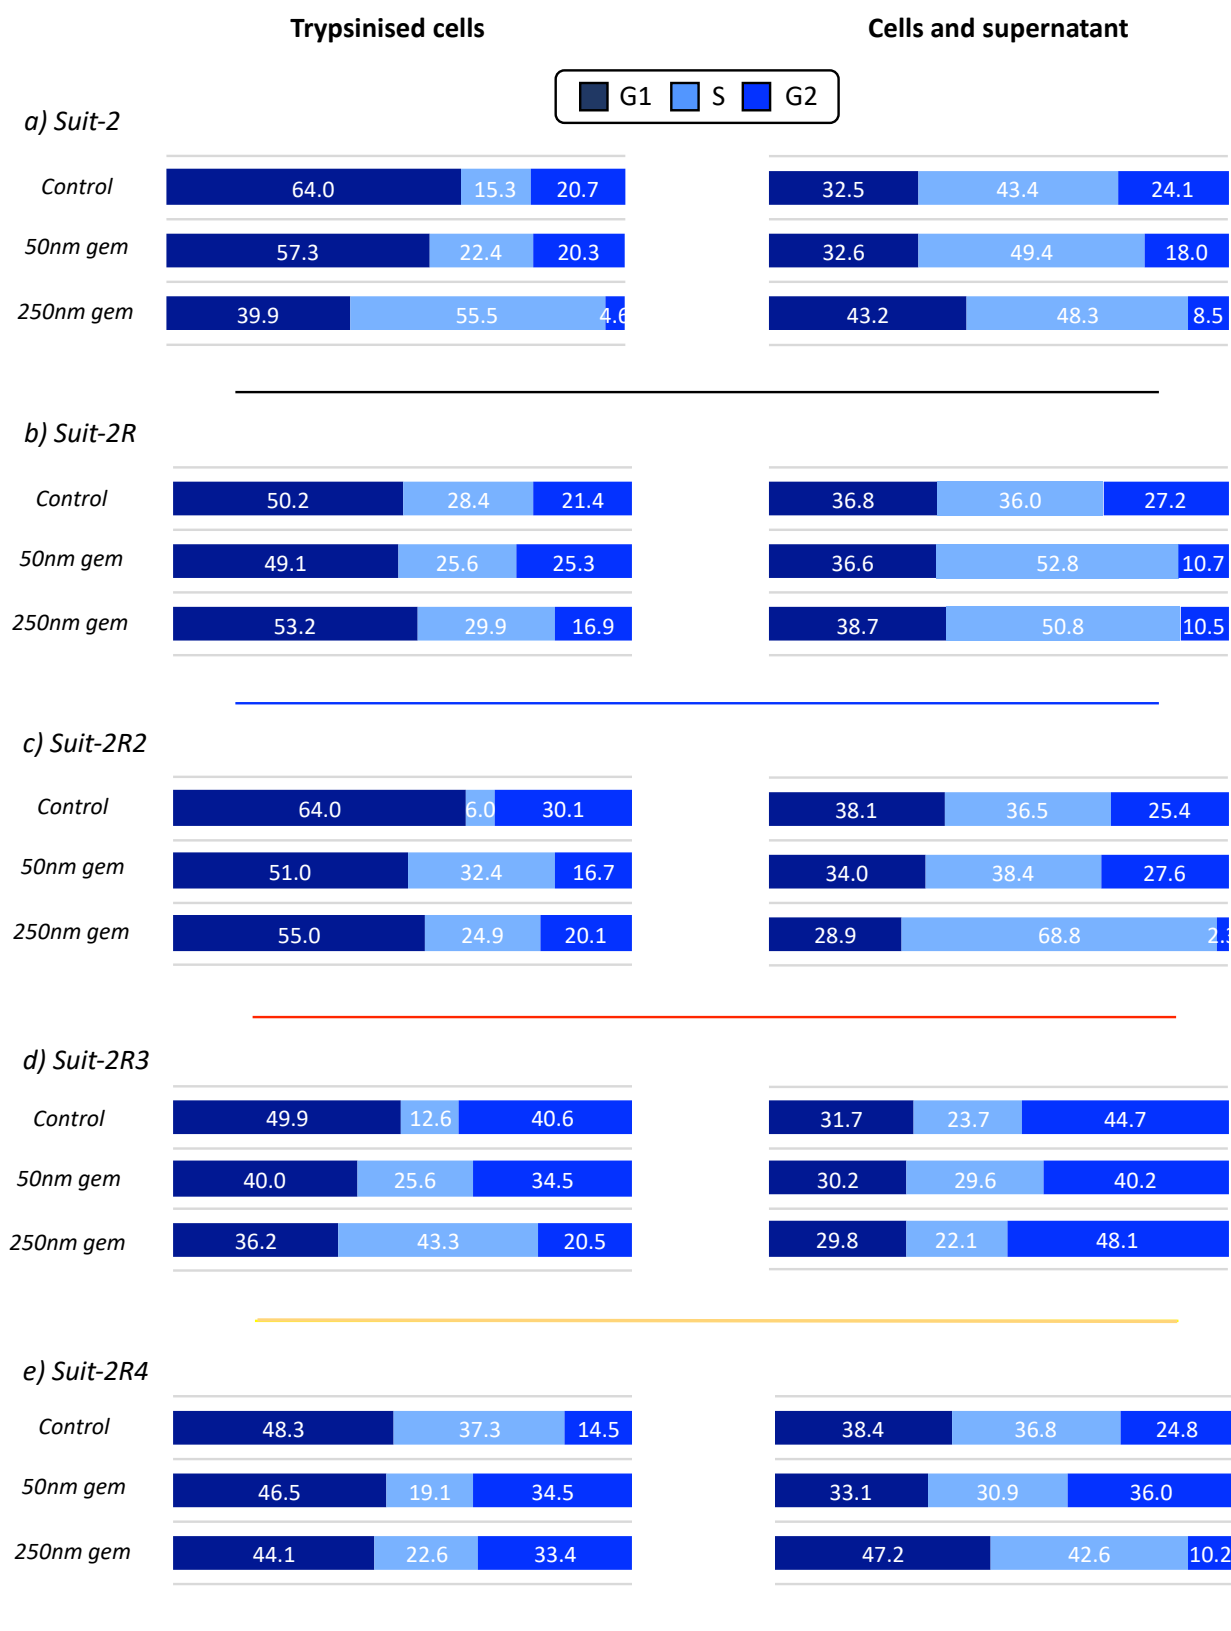 Trypsinised cells Cells and supernatant
G1 S G2
a) Suit-2
Control 64.0 15.3 20.7 32.5 43.4 24.1
50nm gem 57.3 22.4 20.3 32.6 49.4 18.0
250nm gem 39.9 55.5 4.6 43.2 48.3 8.5
b) Suit-2R
Control 50.2 28.4 21.4 36.8 36.0 27.2
50nm gem 49.1 25.6 25.3 36.6 52.8 10.7
250nm gem 53.2 29.9 16.9 38.7 50.8 10.5
c) Suit-2R2
Control 64.0 6.0 30.1 38.1 36.5 25.4
50nm gem 51.0 32.4 16.7 34.0 38.4 27.6
250nm gem 55.0 24.9 20.1 28.9 68.8 2.3
d) Suit-2R3
Control 49.9 12.6 40.6 31.7 23.7 44.7
50nm gem 40.0 25.6 34.5 30.2 29.6 40.2
250nm gem 36.2 43.3 20.5 29.8 22.1 48.1
e) Suit-2R4
Control 48.3 37.3 14.5 38.4 36.8 24.8
50nm gem 46.5 19.1 34.5 33.1 30.9 36.0
250nm gem 44.1 22.6 33.4 47.2 42.6 10.2